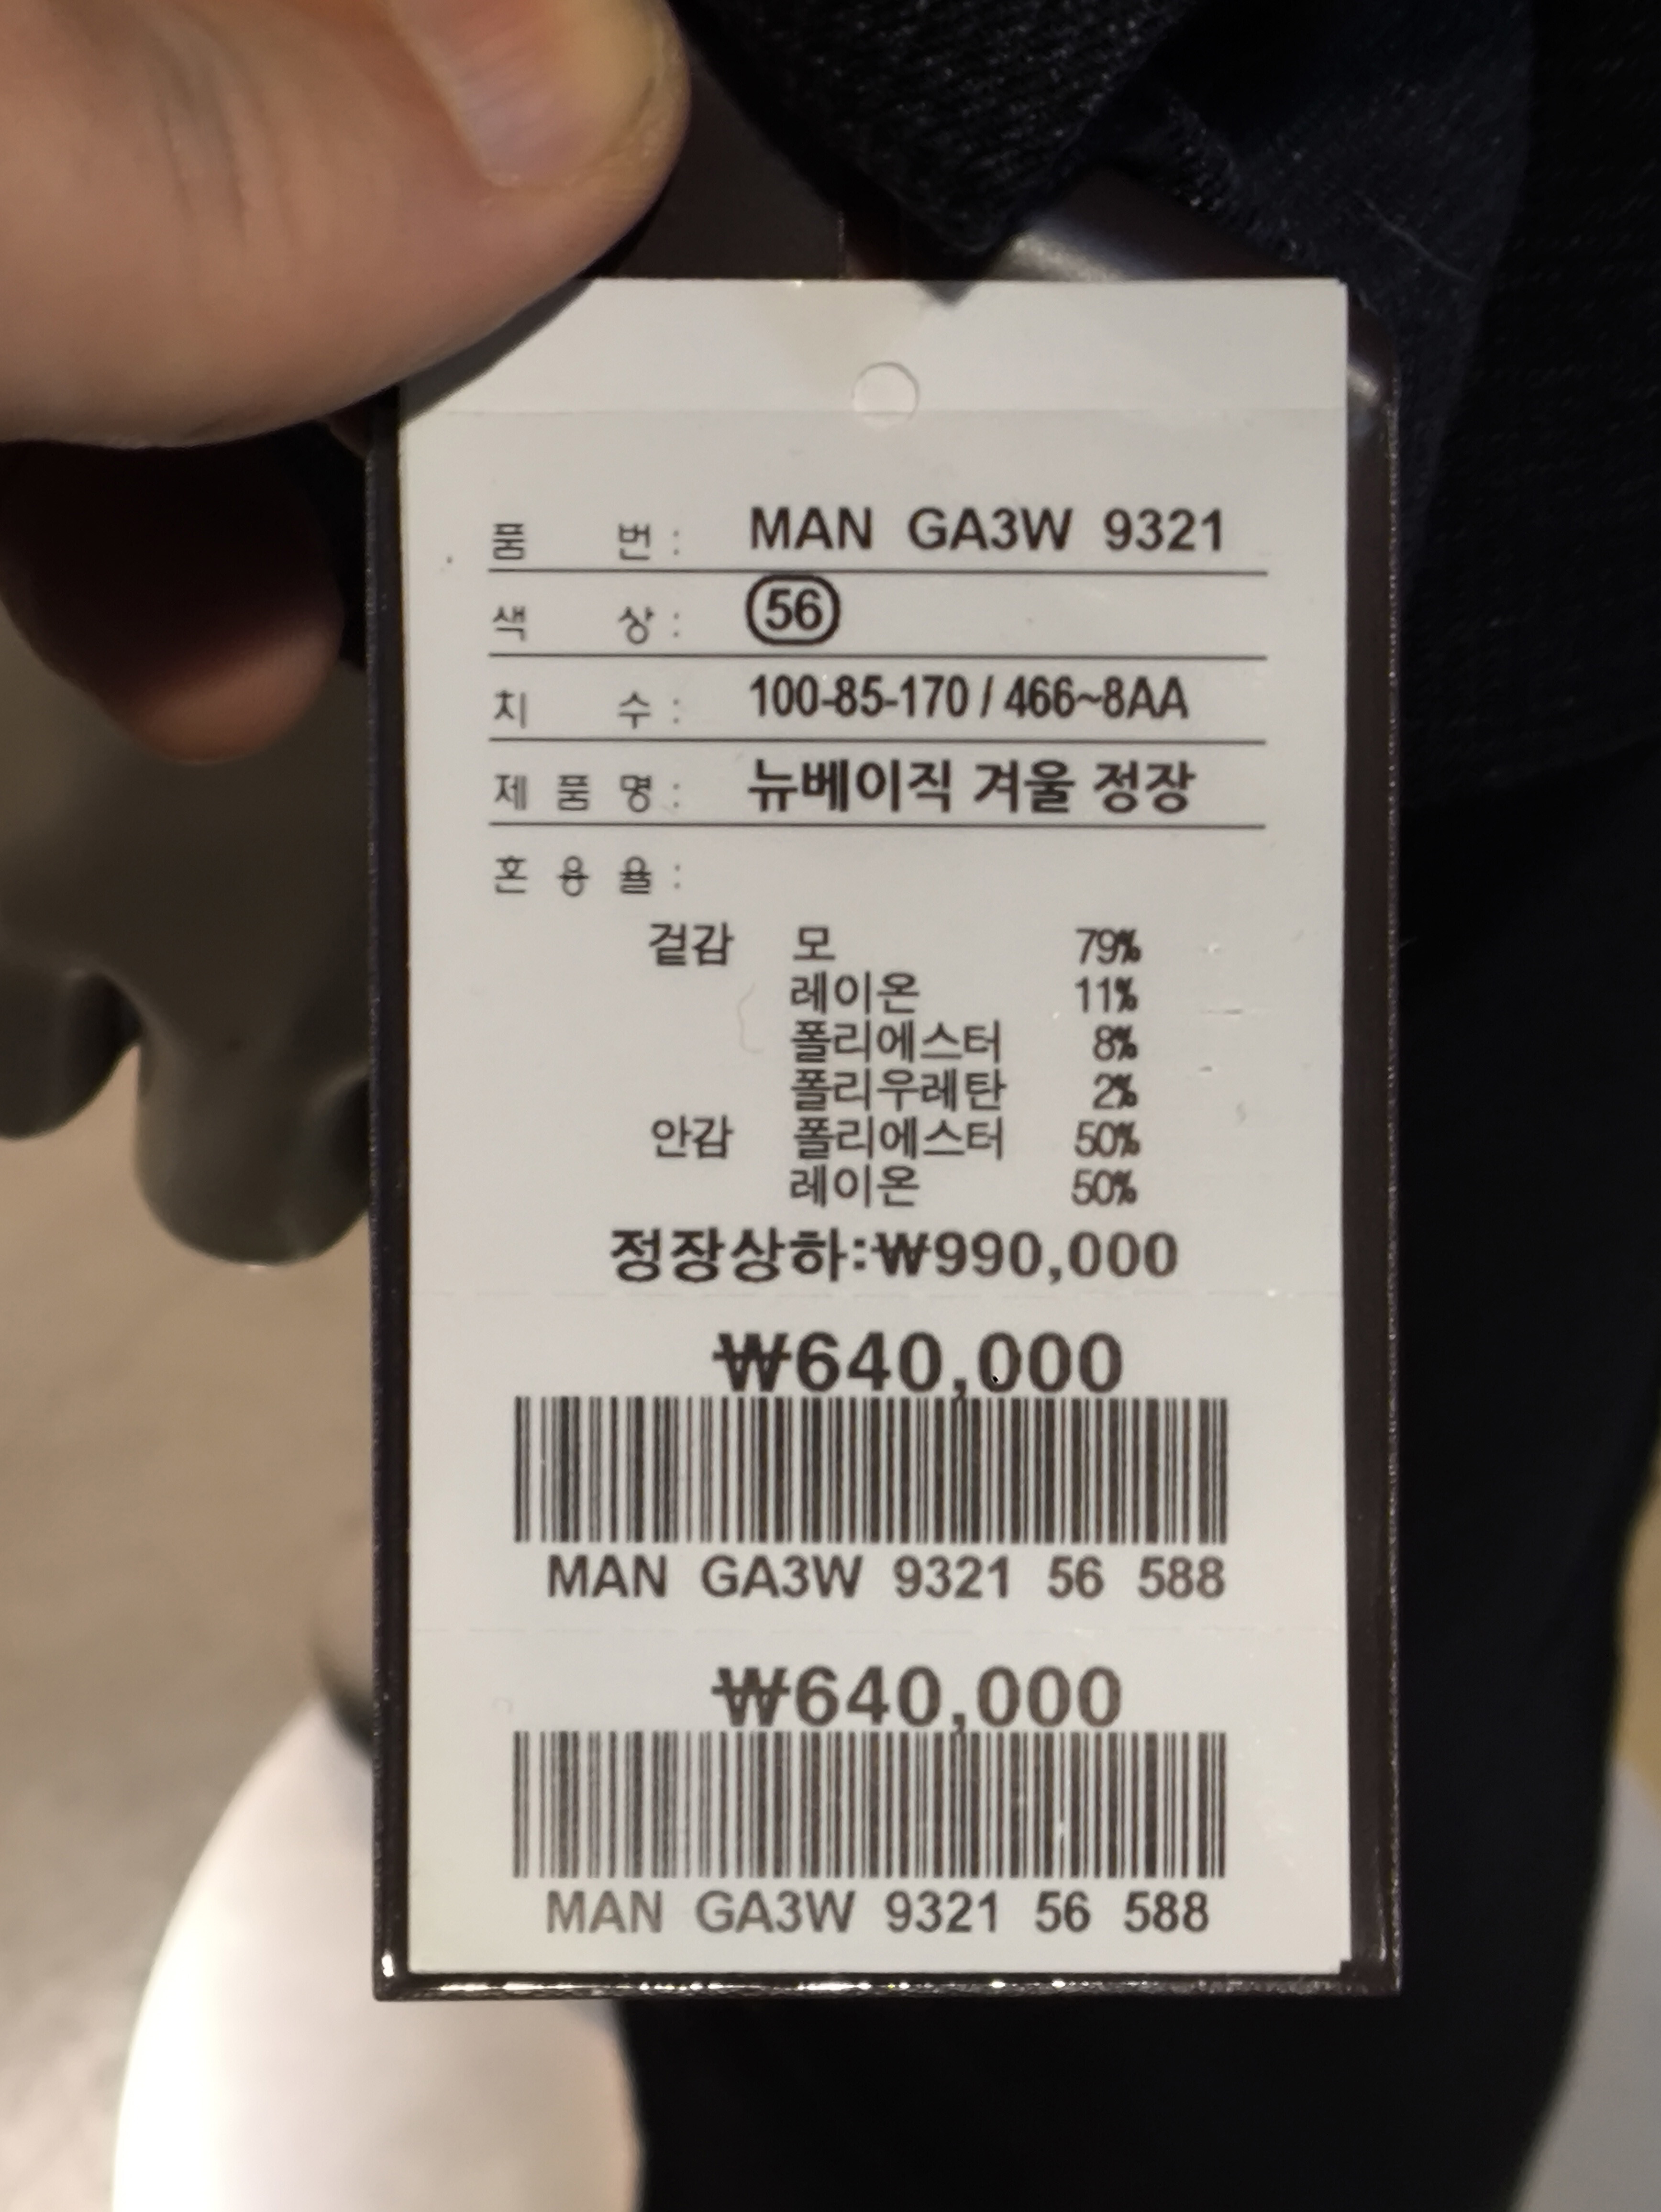 품 번 : MAN GA3W 9321
색 상 : 56
치 수 : 100-85-170 / 466~8AA
제 품 명 : 뉴베이직 겨울 정장
혼 용 율 :
겉감 모 79%
레이온 11%
폴리에스터 8%
폴리우레탄 2%
안감 폴리에스터 50%
레이온 50%
정장상하:₩990,000
₩640,000
MAN GA3W 9321 56 588
₩640,000
MAN GA3W 9321 56 588